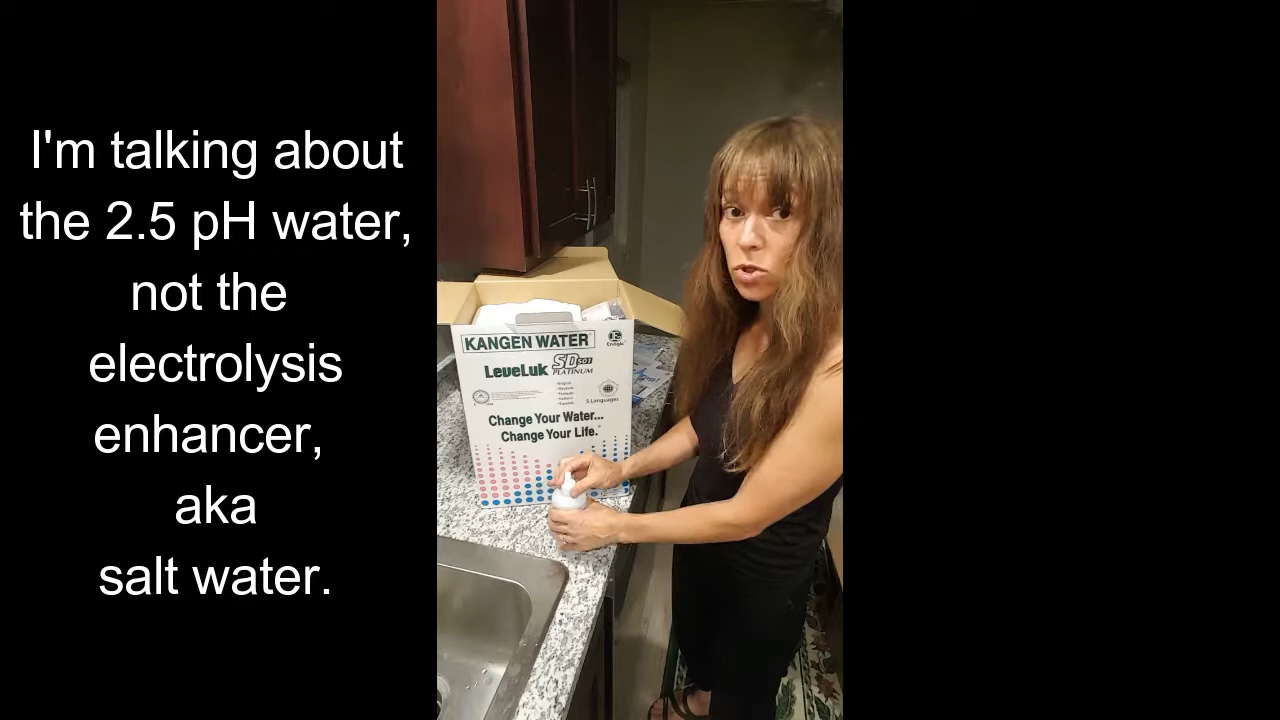 I'm talking about
the 2.5 pH water,
not the
electrolysis
enhancer,
aka
salt water.
KANGEN WATER®
Enagic
LeveLuk SD501
PLATINUM
5 Languages
Change Your Water...
Change Your Life.®